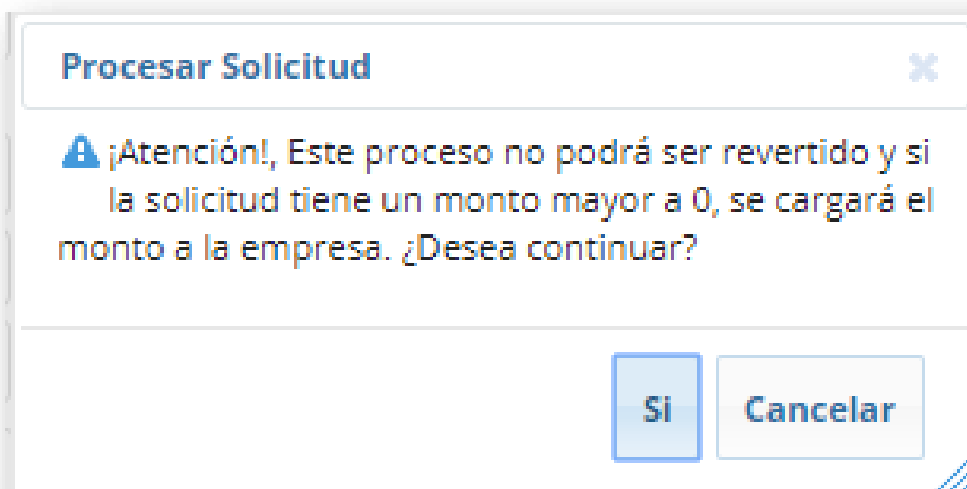 Procesar Solicitud
¡Atención!, Este proceso no podrá ser revertido y si
la solicitud tiene un monto mayor a 0, se cargará el
monto a la empresa. ¿Desea continuar?
Si Cancelar